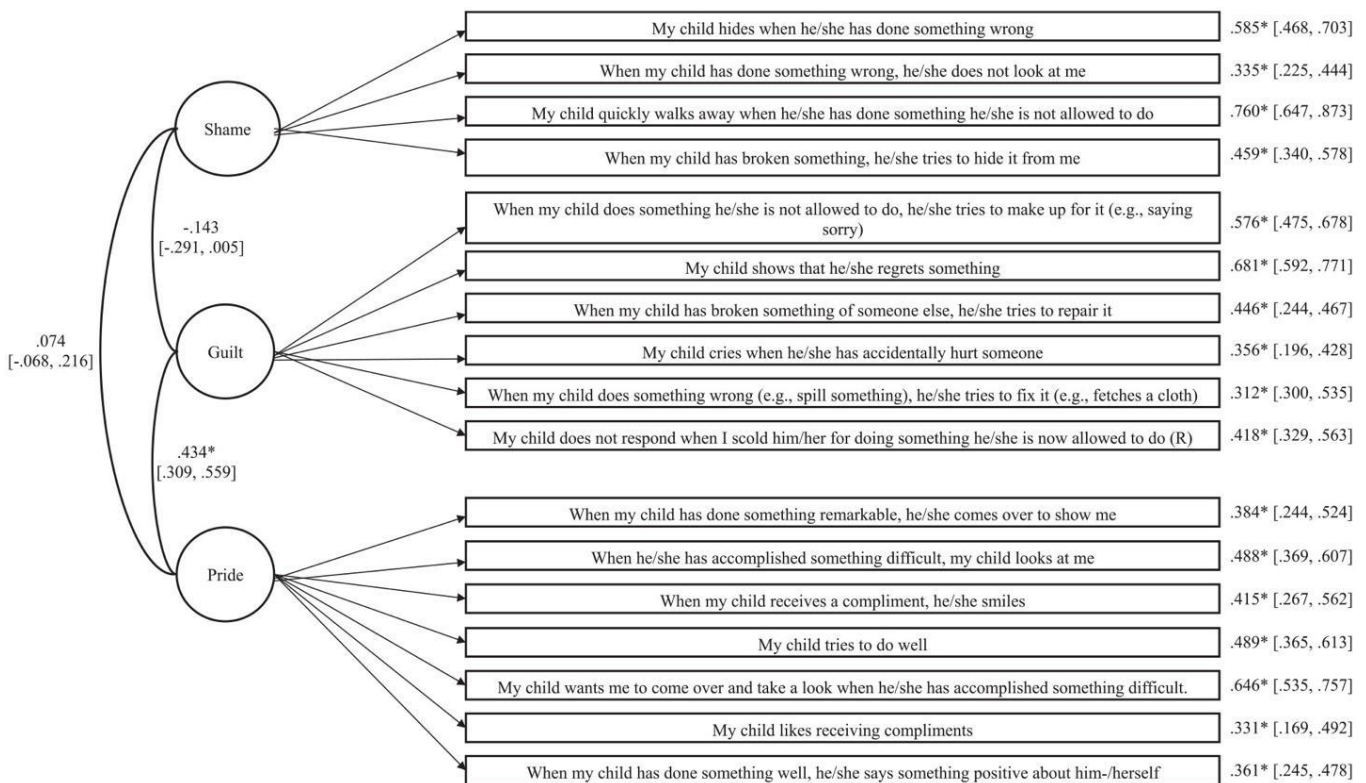 My child hides when he/she has done something wrong .585* [.468, .703]
When my child has done something wrong, he/she does not look at me .335* [.225, .444]
My child quickly walks away when he/she has done something he/she is not allowed to do .760* [.647, .873]
Shame
When my child has broken something, he/she tries to hide it from me .459* [.340, .578]
When my child does something he/she is not allowed to do, he/she tries to make up for it (e.g., saying
sorry) .576* [.475, .678]
-.143
[-.291, .005]
My child shows that he/she regrets something .681* [.592, .771]
When my child has broken something of someone else, he/she tries to repair it .446* [.244, .467]
.074
[-.068, .216]
Guilt
My child cries when he/she has accidentally hurt someone .356* [.196, .428]
When my child does something wrong (e.g., spill something), he/she tries to fix it (e.g., fetches a cloth) .312* [.300, .535]
My child does not respond when I scold him/her for doing something he/she is now allowed to do (R) .418* [.329, .563]
.434*
[.309, .559]
When my child has done something remarkable, he/she comes over to show me .384* [.244, .524]
When he/she has accomplished something difficult, my child looks at me .488* [.369, .607]
Pride
When my child receives a compliment, he/she smiles .415* [.267, .562]
My child tries to do well .489* [.365, .613]
My child wants me to come over and take a look when he/she has accomplished something difficult. .646* [.535, .757]
My child likes receiving compliments .331* [.169, .492]
When my child has done something well, he/she says something positive about him-/herself .361* [.245, .478]